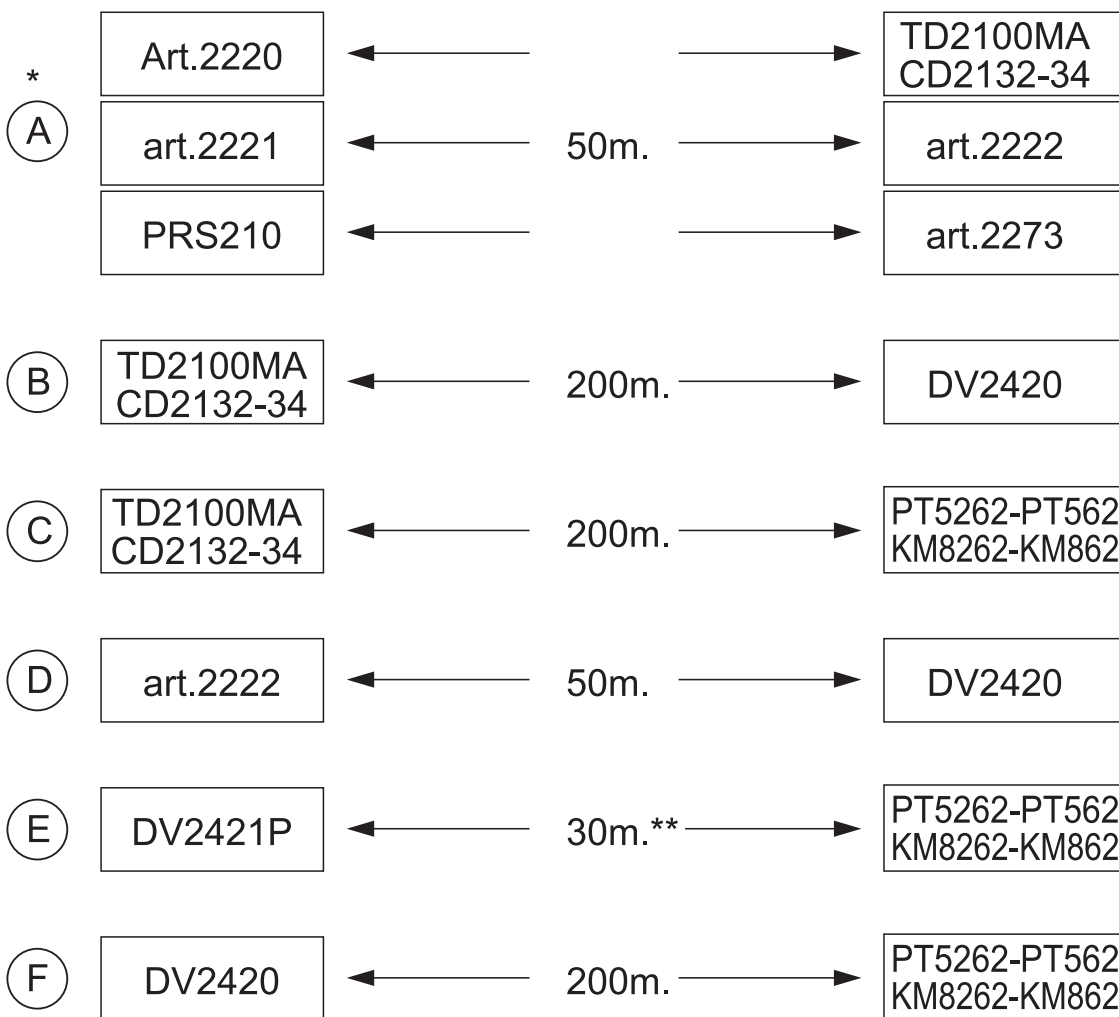 *
A
Art.2220
TD2100MA
CD2132-34
art.2221
50m.
art.2222
PRS210
art.2273
B
TD2100MA
CD2132-34
200m.
DV2420
C
TD2100MA
CD2132-34
200m.
PT5262-PT562
KM8262-KM862
D
art.2222
50m.
DV2420
E
DV2421P
30m.**
PT5262-PT562
KM8262-KM862
F
DV2420
200m.
PT5262-PT562
KM8262-KM862